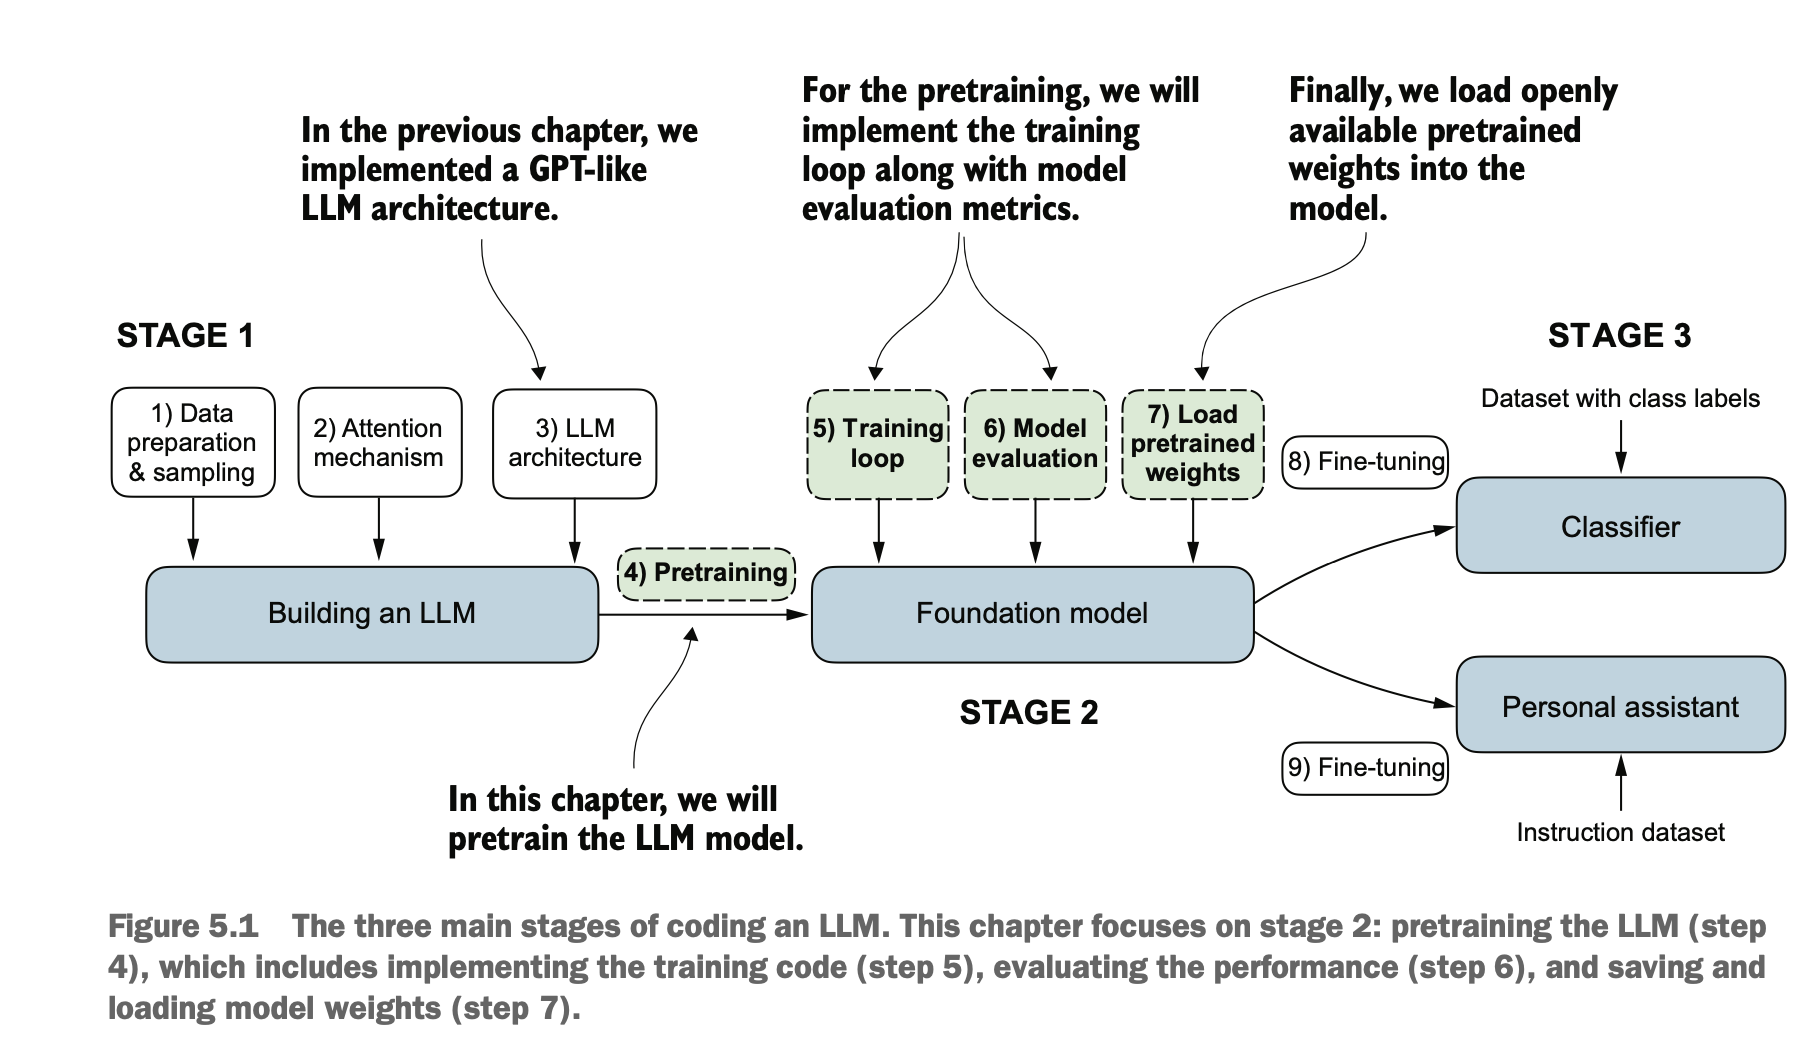 In the previous chapter, we
implemented a GPT-like
LLM architecture.
For the pretraining, we will
implement the training
loop along with model
evaluation metrics.
Finally, we load openly
available pretrained
weights into the
model.
STAGE 1
1) Data
preparation
& sampling
2) Attention
mechanism
3) LLM
architecture
Building an LLM
4) Pretraining
In this chapter, we will
pretrain the LLM model.
5) Training
loop
6) Model
evaluation
7) Load
pretrained
weights
Foundation model
STAGE 2
STAGE 3
Dataset with class labels
8) Fine-tuning
Classifier
Personal assistant
9) Fine-tuning
Instruction dataset
Figure 5.1 The three main stages of coding an LLM. This chapter focuses on stage 2: pretraining the LLM (step
4), which includes implementing the training code (step 5), evaluating the performance (step 6), and saving and
loading model weights (step 7).